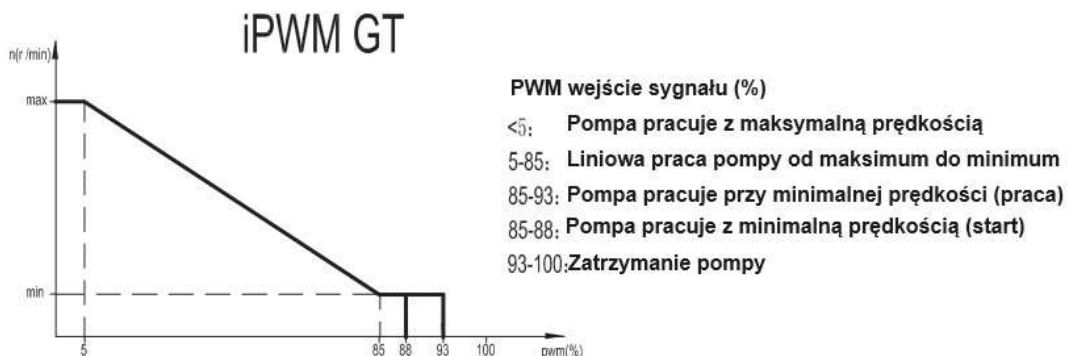 iPWM GT
n(r /min)
max
min
5
85
88
93
100
pwm(%)
PWM wejście sygnału (%)
<5: Pompa pracuje z maksymalną prędkością
5-85: Liniowa praca pompy od maksimum do minimum
85-93: Pompa pracuje przy minimalnej prędkości (praca)
85-88: Pompa pracuje z minimalną prędkością (start)
93-100:Zatrzymanie pompy